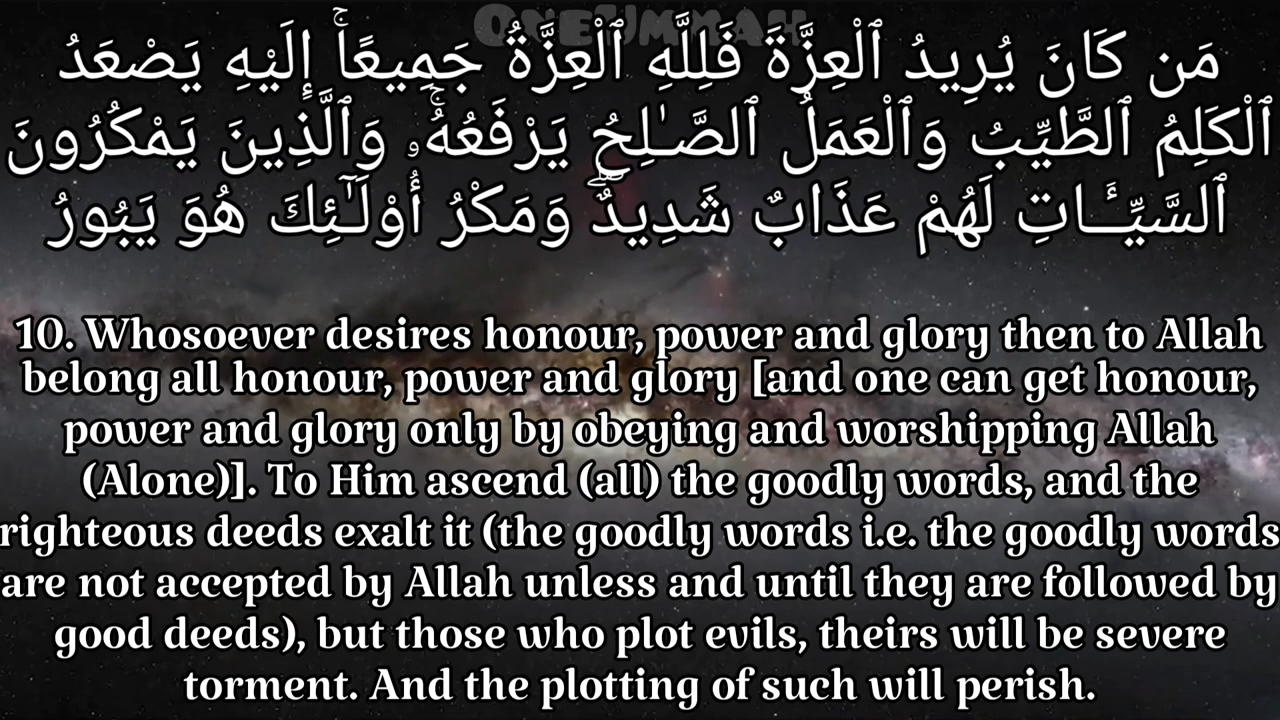 OneUmmah
مَن كَانَ يُرِيدُ ٱلْعِزَّةَ فَلِلَّهِ ٱلْعِزَّةُ جَمِيعًاۚ إِلَيْهِ يَصْعَدُ
ٱلْكَلِمُ ٱلطَّيِّبُ وَٱلْعَمَلُ ٱلصَّـٰلِحُ يَرْفَعُهُۥۚ وَٱلَّذِينَ يَمْكُرُونَ
ٱلسَّيِّـَٔاتِ لَهُمْ عَذَابٌ شَدِيدٌۖ وَمَكْرُ أُو۟لَـٰٓئِكَ هُوَ يَبُورُ
10. Whosoever desires honour, power and glory then to Allah
belong all honour, power and glory [and one can get honour,
power and glory only by obeying and worshipping Allah
(Alone)]. To Him ascend (all) the goodly words, and the
righteous deeds exalt it (the goodly words i.e. the goodly words
are not accepted by Allah unless and until they are followed by
good deeds), but those who plot evils, theirs will be severe
torment. And the plotting of such will perish.